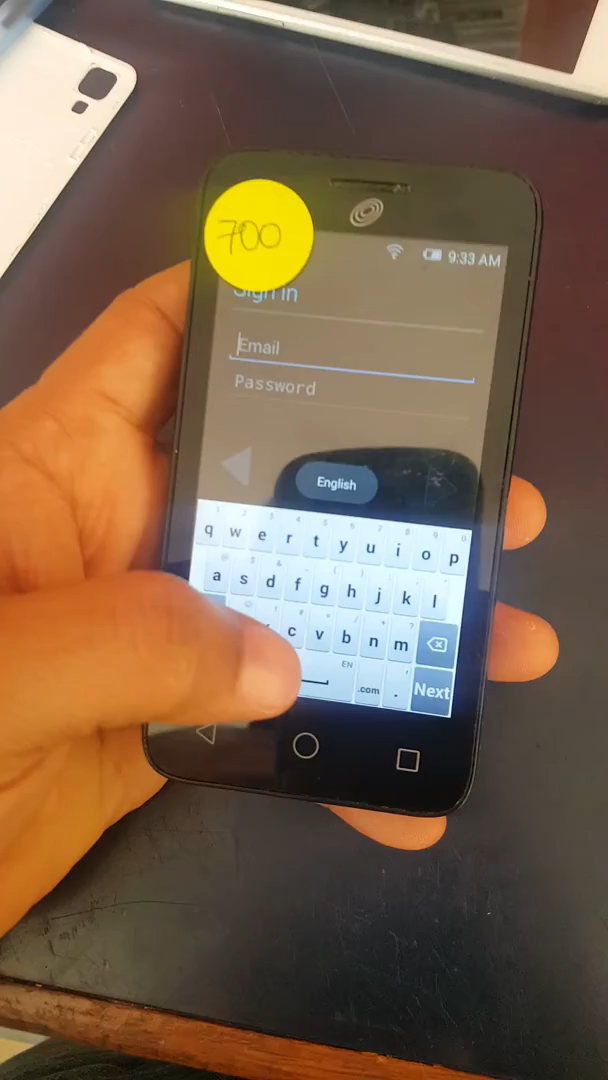 700
9:33 AM
Sign in
Email
Password
English
q w e r t y u i o p
a s d f g h j k l
c v b n m
EN
.com . Next